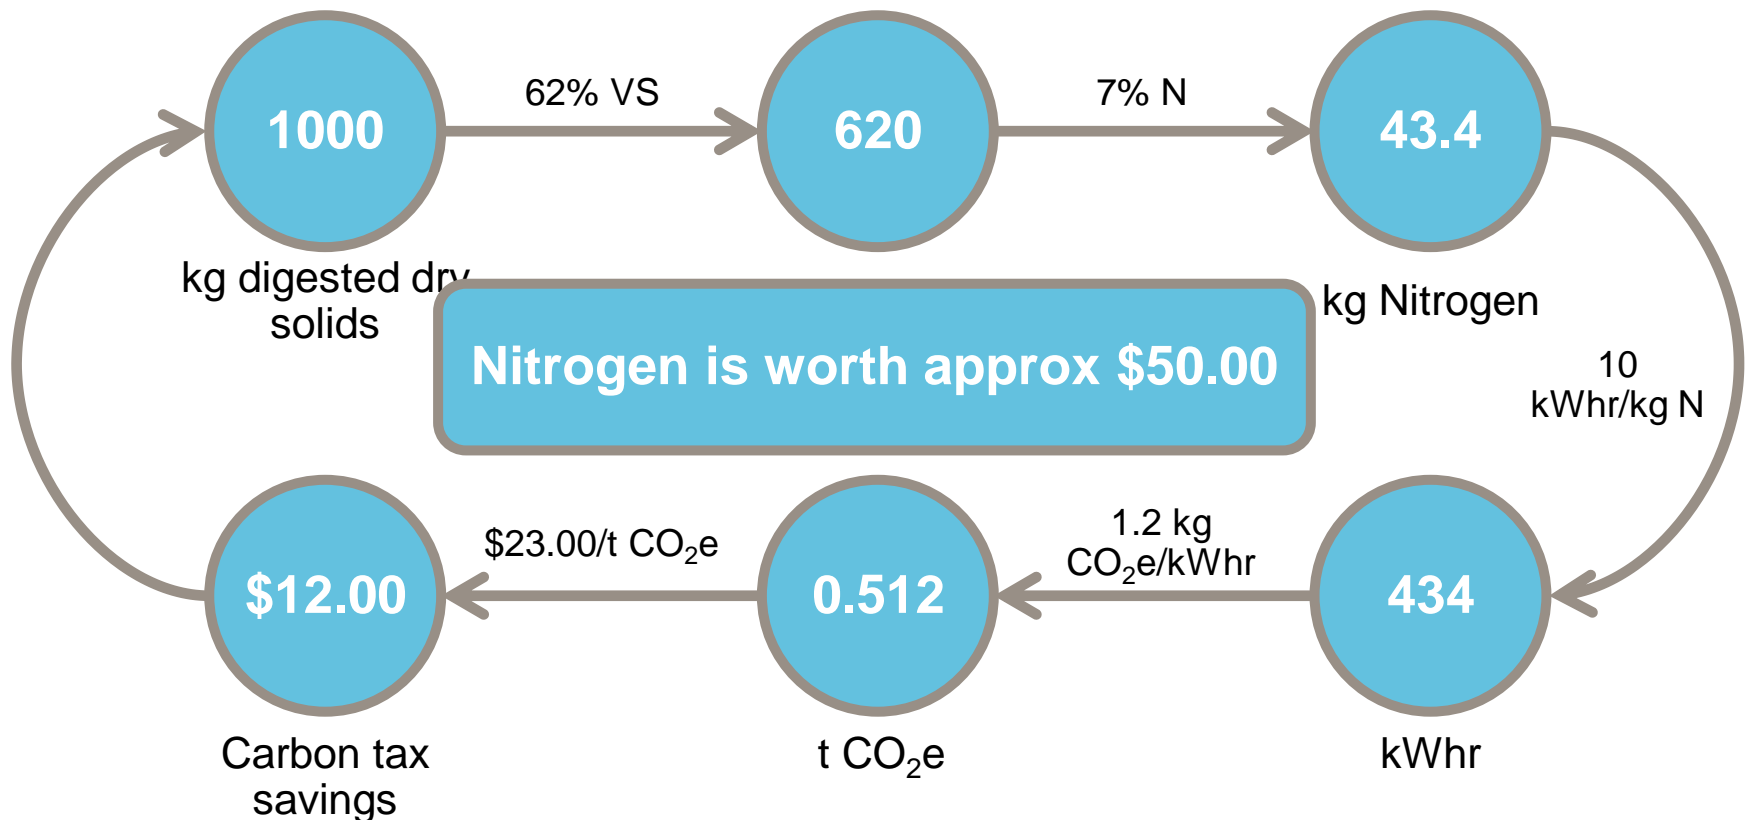 62% VS
7% N
1000
620
43.4
kg digested dry
solids
kg Nitrogen
Nitrogen is worth approx $50.00
10
kWhr/kg N
$23.00/t CO₂e
1.2 kg
CO₂e/kWhr
$12.00
0.512
434
Carbon tax
savings
t CO₂e
kWhr